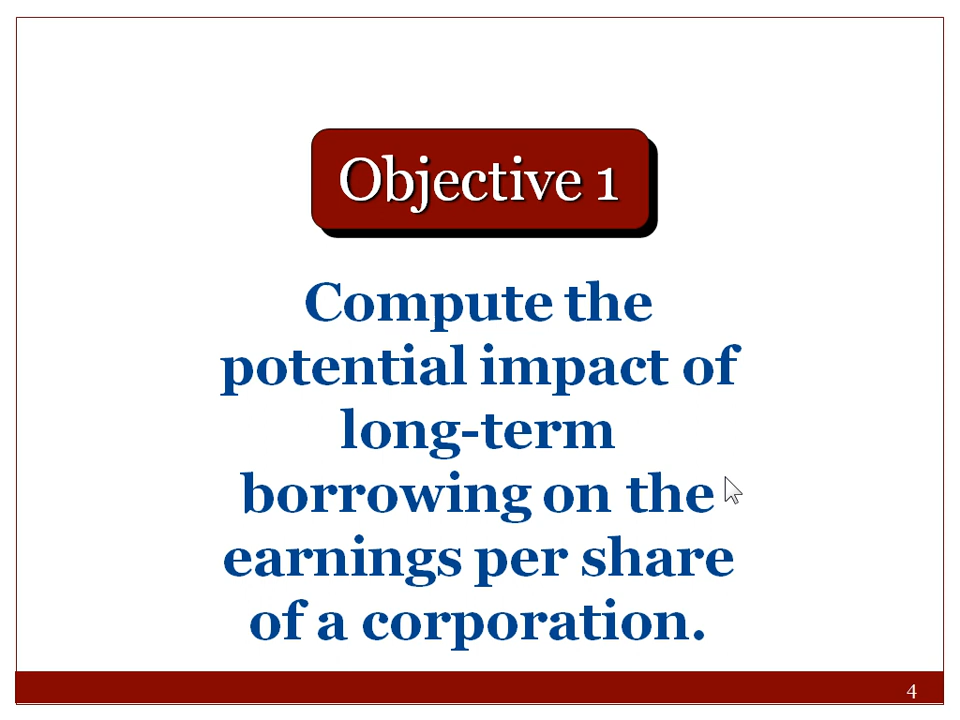 Objective 1
Compute the
potential impact of
long-term
borrowing on the
earnings per share
of a corporation.
4